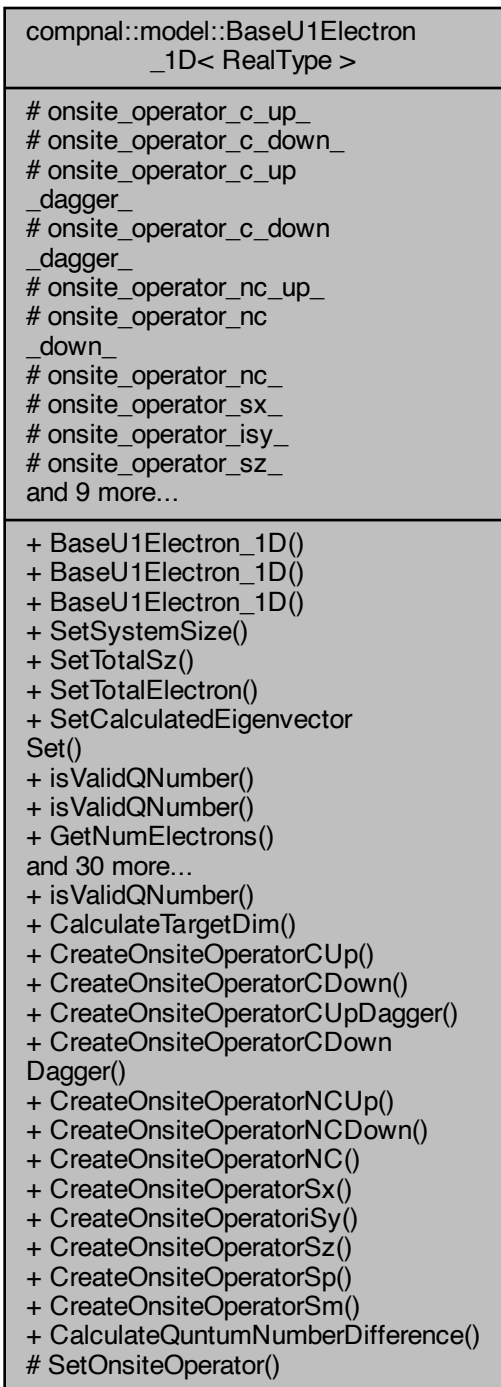 compnal::model::BaseU1Electron
_1D< RealType >
# onsite_operator_c_up_
# onsite_operator_c_down_
# onsite_operator_c_up
_dagger_
# onsite_operator_c_down
_dagger_
# onsite_operator_nc_up_
# onsite_operator_nc
_down_
# onsite_operator_nc_
# onsite_operator_sx_
# onsite_operator_isy_
# onsite_operator_sz_
and 9 more...
+ BaseU1Electron_1D()
+ BaseU1Electron_1D()
+ BaseU1Electron_1D()
+ SetSystemSize()
+ SetTotalSz()
+ SetTotalElectron()
+ SetCalculatedEigenvector
Set()
+ isValidQNumber()
+ isValidQNumber()
+ GetNumElectrons()
and 30 more...
+ isValidQNumber()
+ CalculateTargetDim()
+ CreateOnsiteOperatorCUp()
+ CreateOnsiteOperatorCDown()
+ CreateOnsiteOperatorCUpDagger()
+ CreateOnsiteOperatorCDown
Dagger()
+ CreateOnsiteOperatorNCUp()
+ CreateOnsiteOperatorNCDown()
+ CreateOnsiteOperatorNC()
+ CreateOnsiteOperatorSx()
+ CreateOnsiteOperatoriSy()
+ CreateOnsiteOperatorSz()
+ CreateOnsiteOperatorSp()
+ CreateOnsiteOperatorSm()
+ CalculateQuntumNumberDifference()
# SetOnsiteOperator()